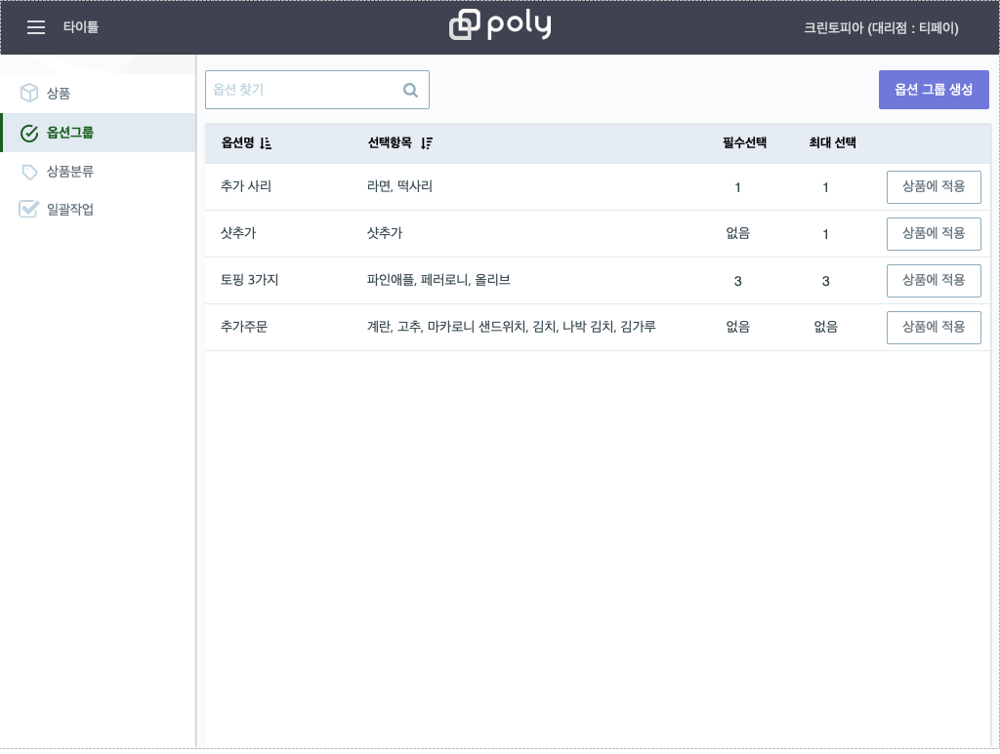 타이틀
poly
크린토피아 (대리점 : 티페이)
상품
옵션그룹
상품분류
일괄작업
옵션 찾기
옵션 그룹 생성
옵션명 선택항목 필수선택 최대 선택
추가 사리 라면, 떡사리 1 1 상품에 적용
샷추가 샷추가 없음 1 상품에 적용
토핑 3가지 파인애플, 페러로니, 올리브 3 3 상품에 적용
추가주문 계란, 고추, 마카로니 샌드위치, 김치, 나박 김치, 김가루 없음 없음 상품에 적용